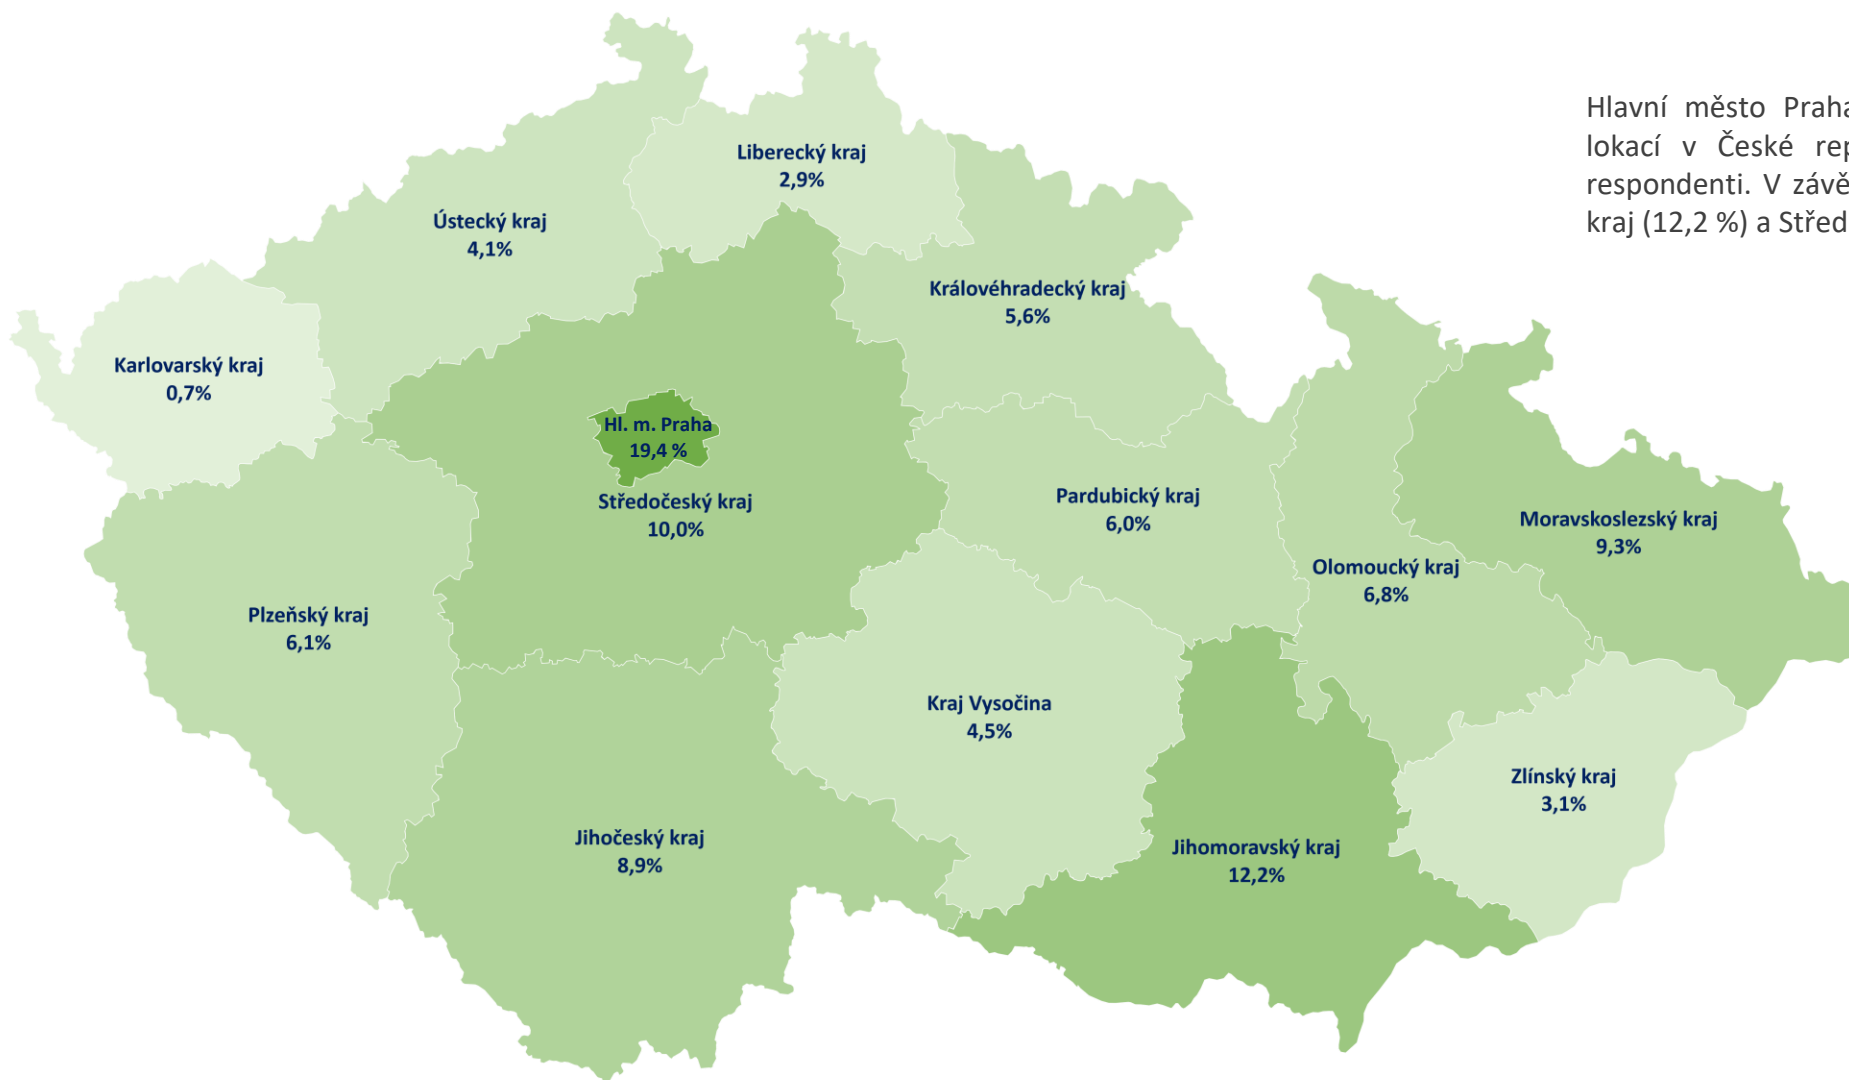 Hlavní město Praha
lokací v České rep
respondenti. V závě
kraj (12,2 %) a Střed
Liberecký kraj
2,9%
Ústecký kraj
4,1%
Královéhradecký kraj
5,6%
Karlovarský kraj
0,7%
Hl. m. Praha
19,4 %
Středočeský kraj
10,0%
Pardubický kraj
6,0%
Moravskoslezský kraj
9,3%
Olomoucký kraj
6,8%
Plzeňský kraj
6,1%
Kraj Vysočina
4,5%
Zlínský kraj
3,1%
Jihočeský kraj
8,9%
Jihomoravský kraj
12,2%